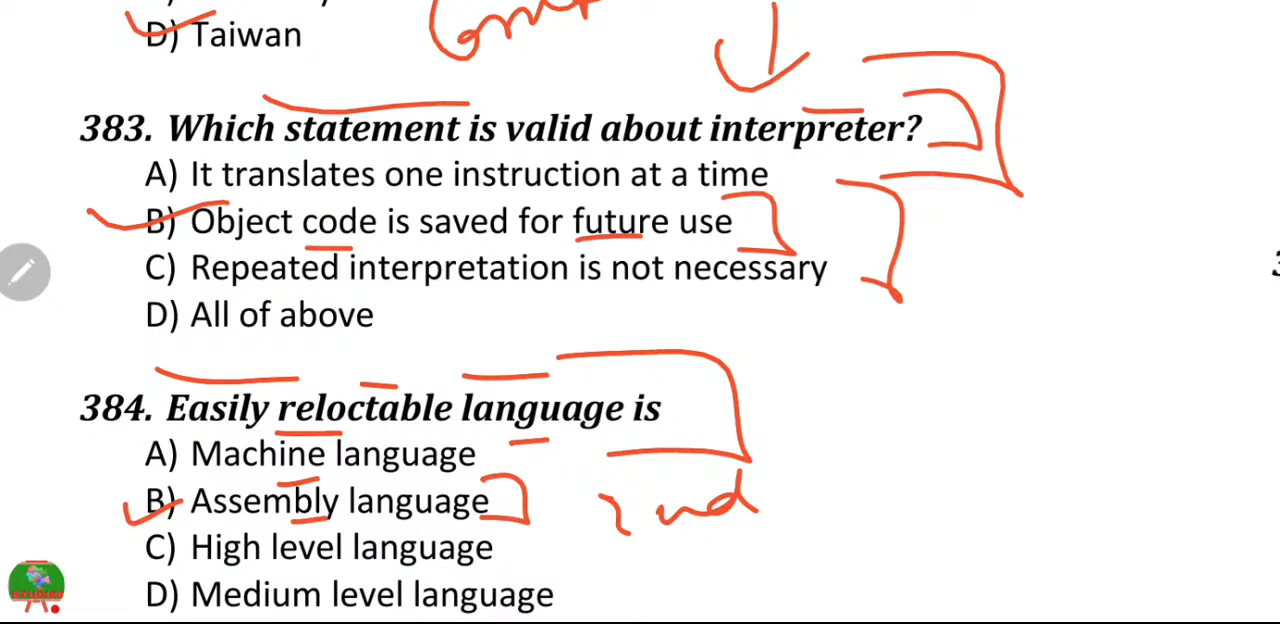 D) Taiwan
383. Which statement is valid about interpreter?
A) It translates one instruction at a time
B) Object code is saved for future use
C) Repeated interpretation is not necessary
D) All of above
384. Easily reloctable language is
A) Machine language
B) Assembly language
2nd
C) High level language
D) Medium level language
STUDIES